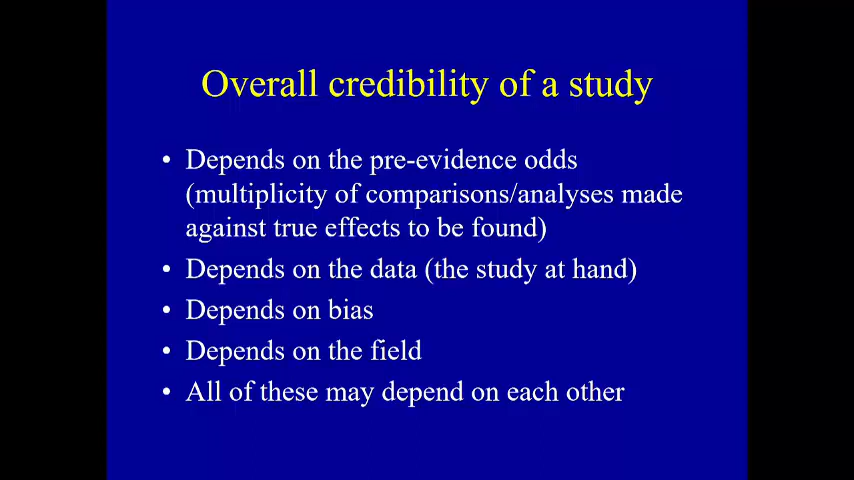 Overall credibility of a study
• Depends on the pre-evidence odds
(multiplicity of comparisons/analyses made
against true effects to be found)
• Depends on the data (the study at hand)
• Depends on bias
• Depends on the field
• All of these may depend on each other